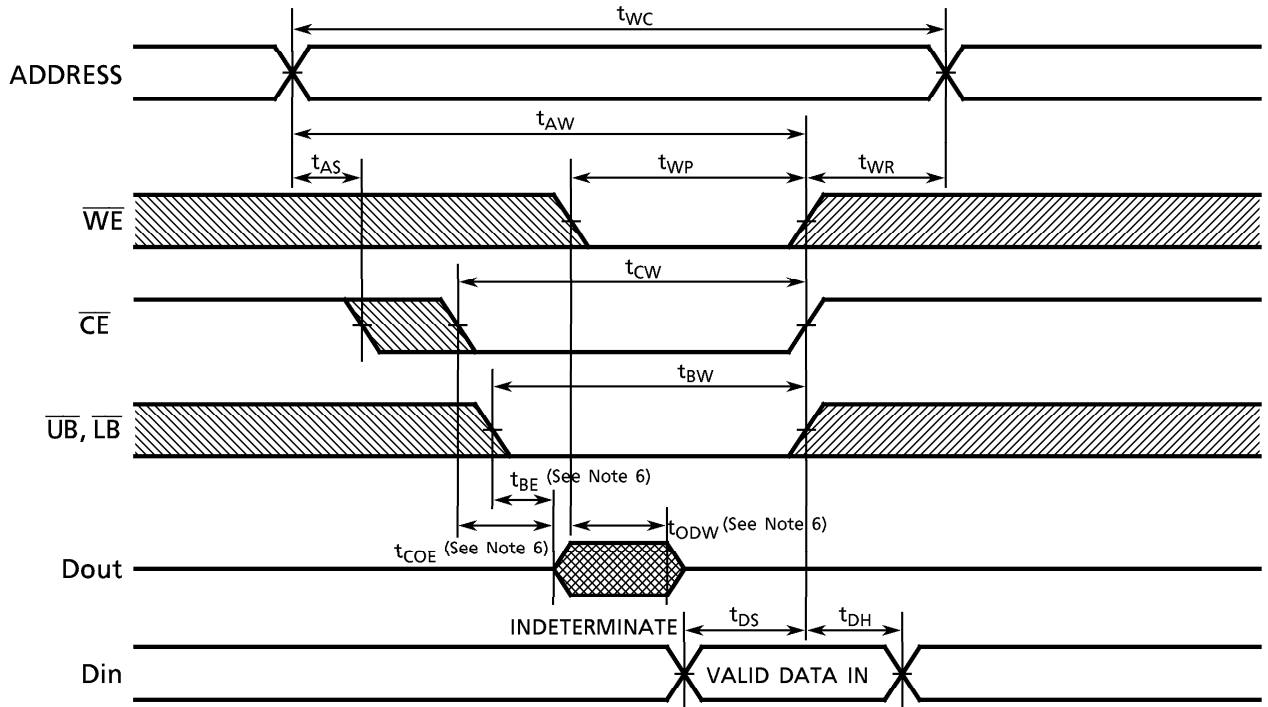 tWC
ADDRESS
tAW
tAS
tWP
tWR
WE
tCW
CE
tBW
UB, LB
tBE (See Note 6)
tODW (See Note 6)
tCOE (See Note 6)
Dout
INDETERMINATE
tDS
tDH
Din
VALID DATA IN